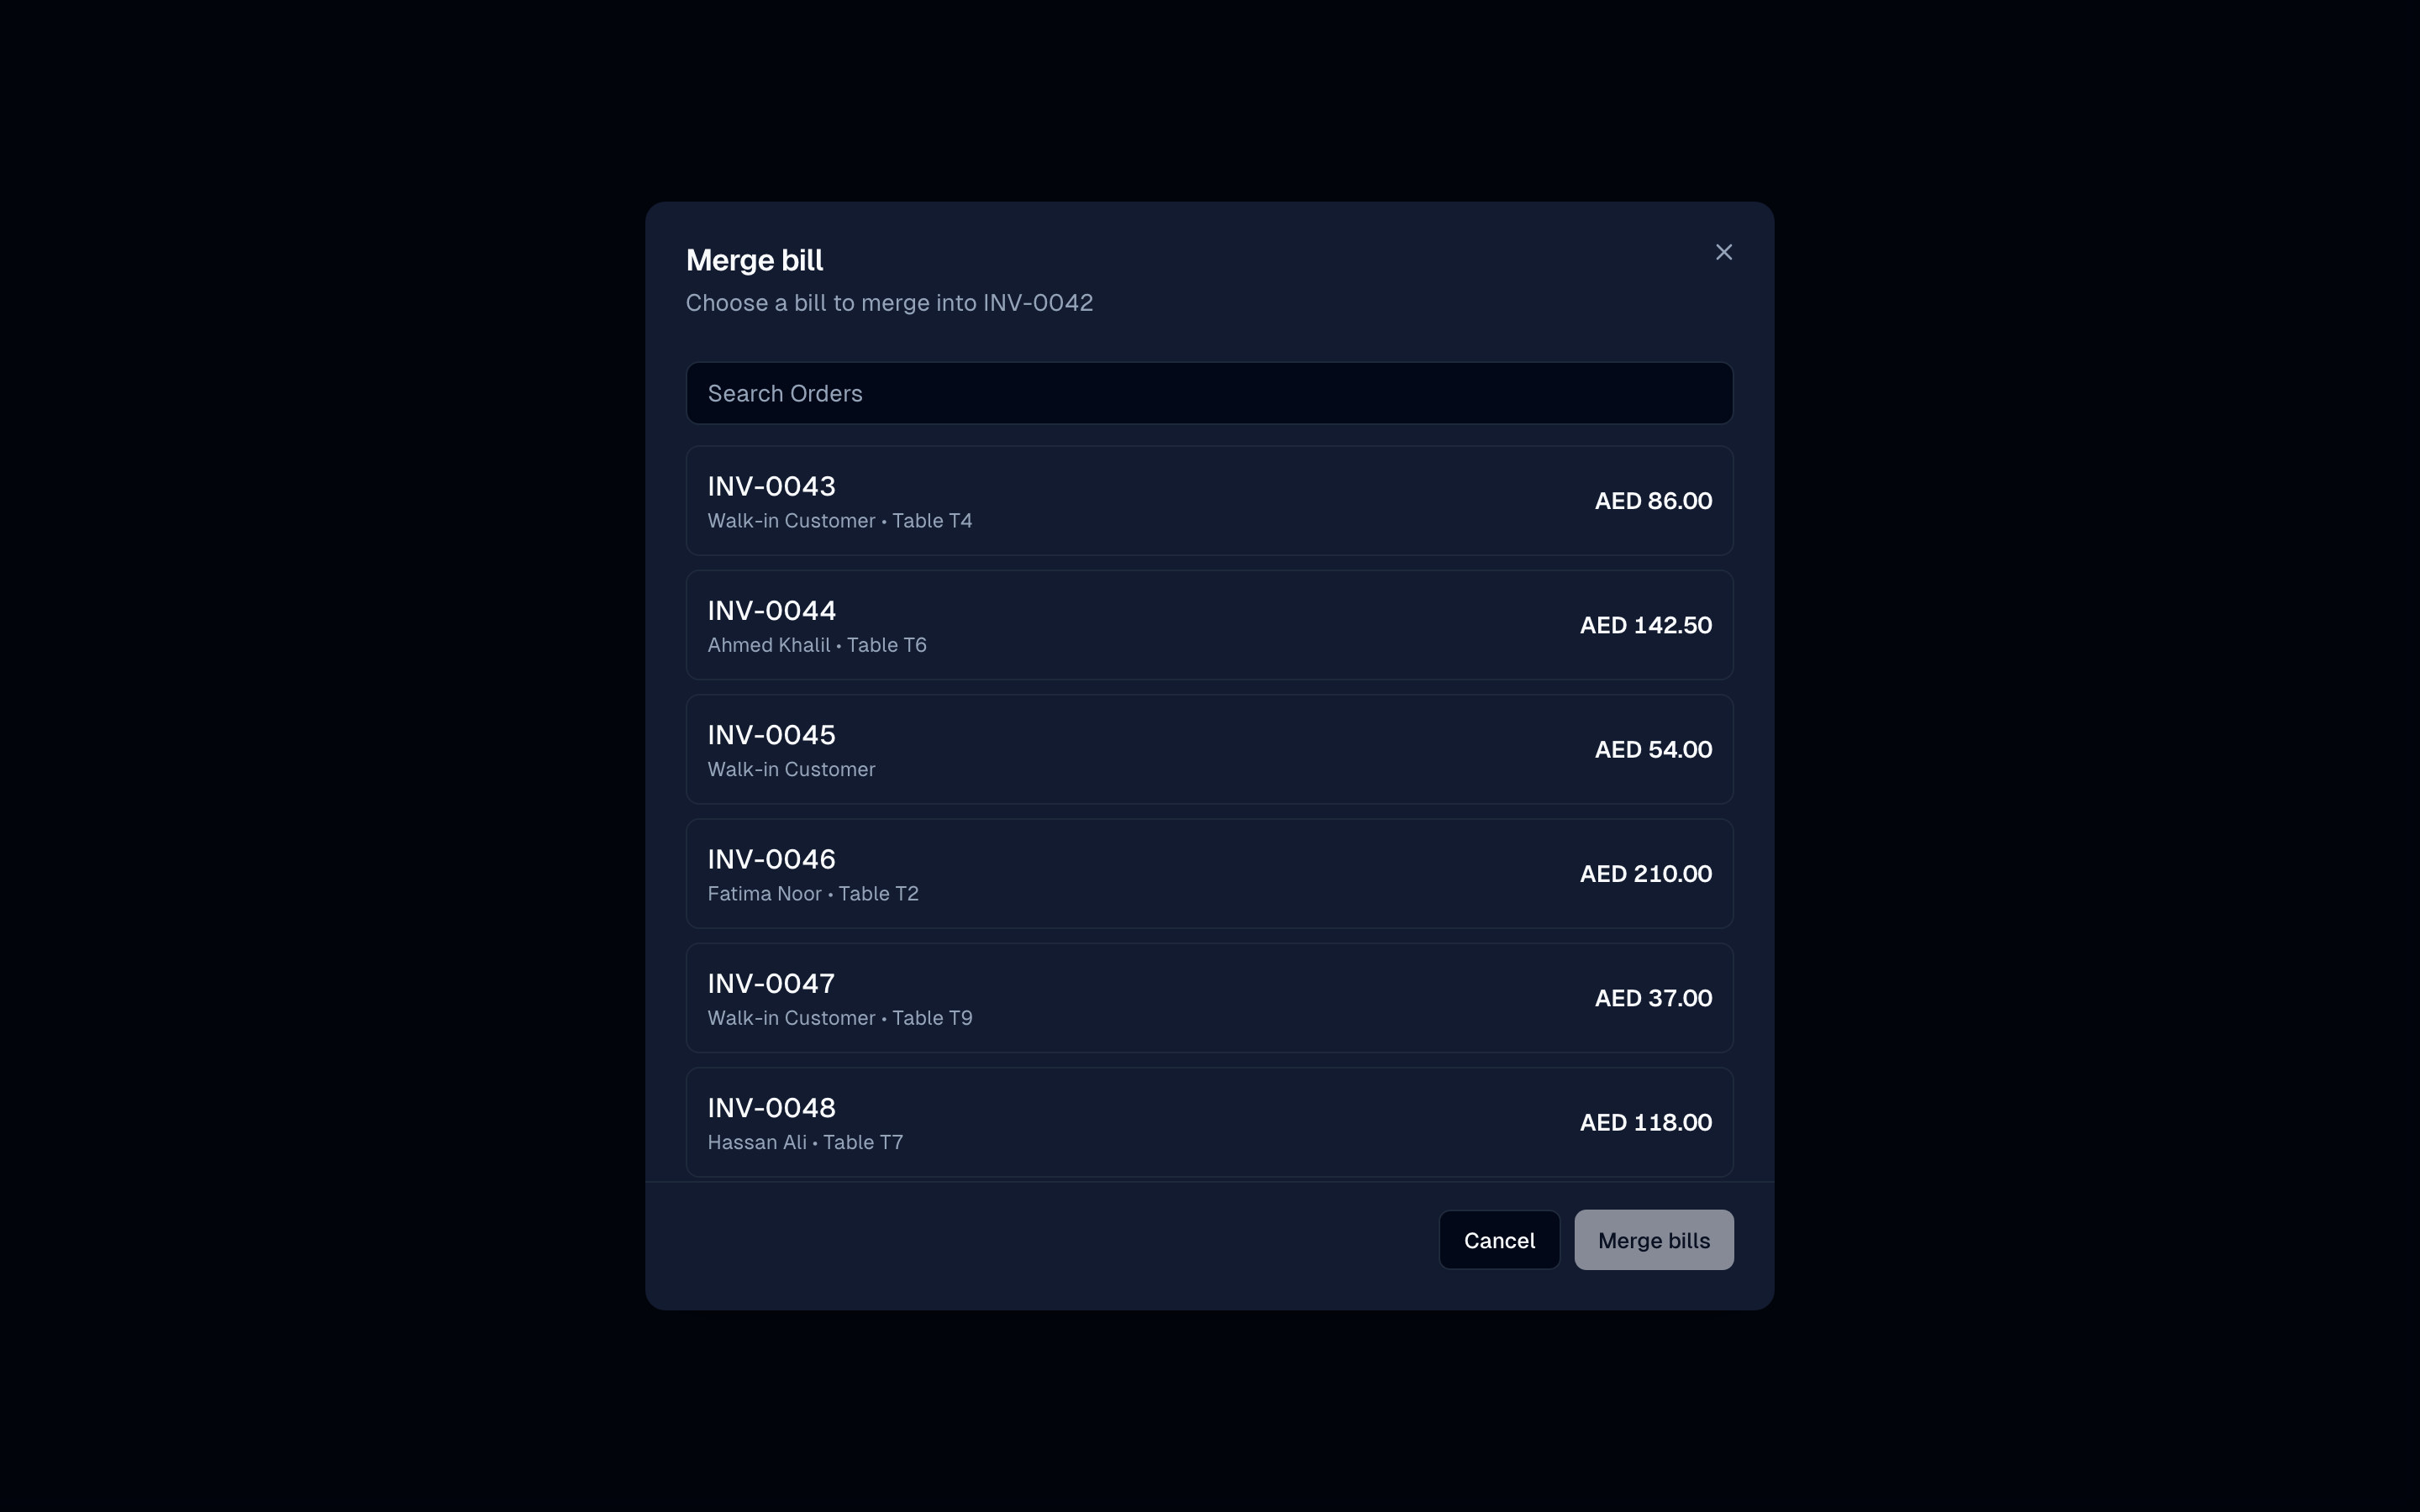 Merge bill
Choose a bill to merge into INV-0042
Search Orders
INV-0043
Walk-in Customer • Table T4
AED 86.00
INV-0044
Ahmed Khalil • Table T6
AED 142.50
INV-0045
Walk-in Customer
AED 54.00
INV-0046
Fatima Noor • Table T2
AED 210.00
INV-0047
Walk-in Customer • Table T9
AED 37.00
INV-0048
Hassan Ali • Table T7
AED 118.00
Cancel
Merge bills